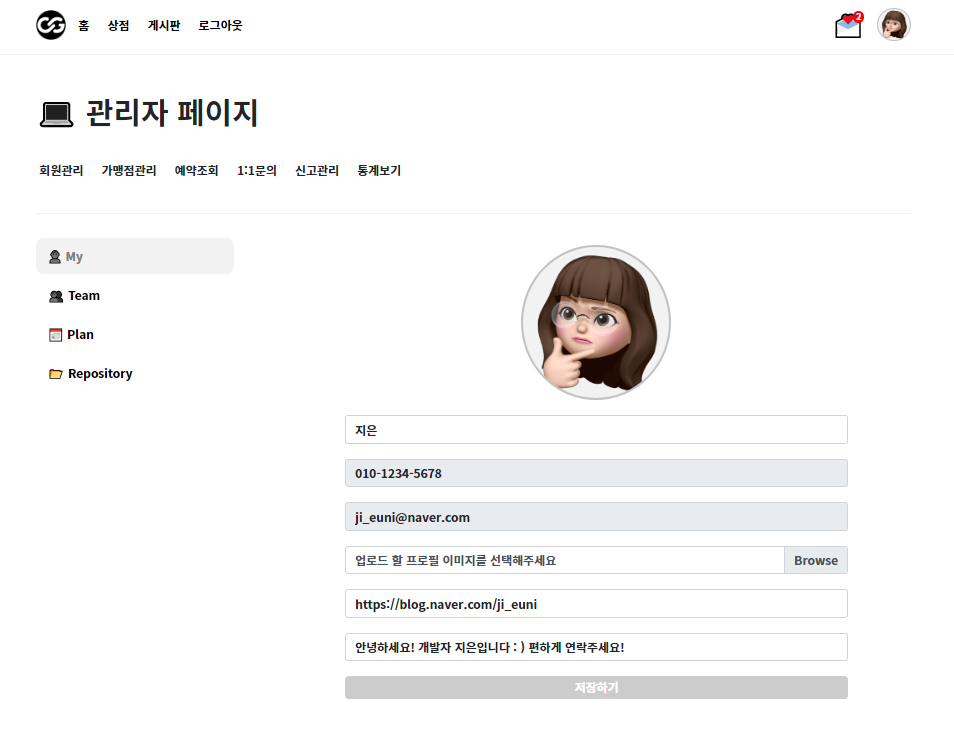 홈 상점 게시판 로그아웃
2
관리자 페이지
회원관리 가맹점관리 예약조회 1:1문의 신고관리 통계보기
My
Team
Plan
Repository
지은
010-1234-5678
ji_euni@naver.com
업로드 할 프로필 이미지를 선택해주세요 Browse
https://blog.naver.com/ji_euni
안녕하세요! 개발자 지은입니다 : ) 편하게 연락주세요!
저장하기